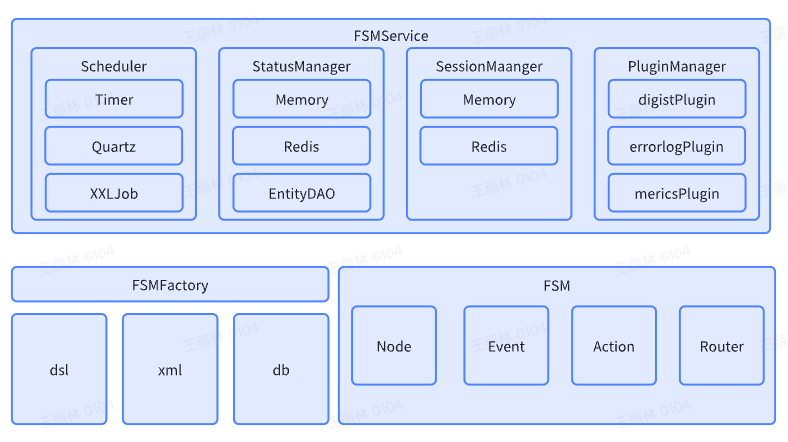 FSMService
Scheduler
Timer
Quartz
XXLJob
StatusManager
Memory
Redis
EntityDAO
SessionMaanger
Memory
Redis
PluginManager
digistPlugin
errorlogPlugin
mericsPlugin
FSMFactory
dsl
xml
db
FSM
Node
Event
Action
Router
王丽林 0104